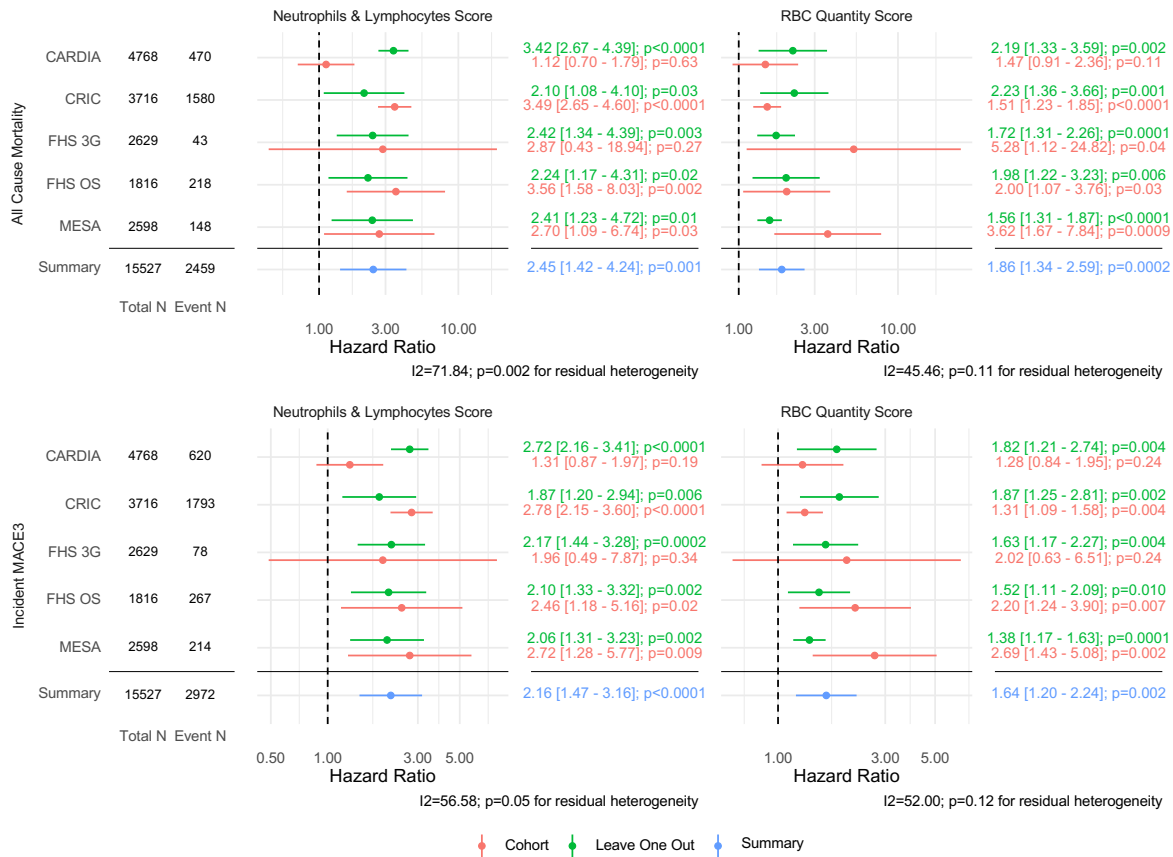 Neutrophils & Lymphocytes Score RBC Quantity Score
All Cause Mortality
CARDIA 4768 470 3.42 [2.67 - 4.39]; p<0.0001 2.19 [1.33 - 3.59]; p=0.002
1.12 [0.70 - 1.79]; p=0.63 1.47 [0.91 - 2.36]; p=0.11
CRIC 3716 1580 2.10 [1.08 - 4.10]; p=0.03 2.23 [1.36 - 3.66]; p=0.001
3.49 [2.65 - 4.60]; p<0.0001 1.51 [1.23 - 1.85]; p<0.0001
FHS 3G 2629 43 2.42 [1.34 - 4.39]; p=0.003 1.72 [1.31 - 2.26]; p=0.0001
2.87 [0.43 - 18.94]; p=0.27 5.28 [1.12 - 24.82]; p=0.04
FHS OS 1816 218 2.24 [1.17 - 4.31]; p=0.02 1.98 [1.22 - 3.23]; p=0.006
3.56 [1.58 - 8.03]; p=0.002 2.00 [1.07 - 3.76]; p=0.03
MESA 2598 148 2.41 [1.23 - 4.72]; p=0.01 1.56 [1.31 - 1.87]; p<0.0001
2.70 [1.09 - 6.74]; p=0.03 3.62 [1.67 - 7.84]; p=0.0009
Summary 15527 2459 2.45 [1.42 - 4.24]; p=0.001 1.86 [1.34 - 2.59]; p=0.0002
Total N Event N
1.00 3.00 10.00 1.00 3.00 10.00
Hazard Ratio Hazard Ratio
I2=71.84; p=0.002 for residual heterogeneity I2=45.46; p=0.11 for residual heterogeneity
Neutrophils & Lymphocytes Score RBC Quantity Score
Incident MACE3
CARDIA 4768 620 2.72 [2.16 - 3.41]; p<0.0001 1.82 [1.21 - 2.74]; p=0.004
1.31 [0.87 - 1.97]; p=0.19 1.28 [0.84 - 1.95]; p=0.24
CRIC 3716 1793 1.87 [1.20 - 2.94]; p=0.006 1.87 [1.25 - 2.81]; p=0.002
2.78 [2.15 - 3.60]; p<0.0001 1.31 [1.09 - 1.58]; p=0.004
FHS 3G 2629 78 2.17 [1.44 - 3.28]; p=0.0002 1.63 [1.17 - 2.27]; p=0.004
1.96 [0.49 - 7.87]; p=0.34 2.02 [0.63 - 6.51]; p=0.24
FHS OS 1816 267 2.10 [1.33 - 3.32]; p=0.002 1.52 [1.11 - 2.09]; p=0.010
2.46 [1.18 - 5.16]; p=0.02 2.20 [1.24 - 3.90]; p=0.007
MESA 2598 214 2.06 [1.31 - 3.23]; p=0.002 1.38 [1.17 - 1.63]; p=0.0001
2.72 [1.28 - 5.77]; p=0.009 2.69 [1.43 - 5.08]; p=0.002
Summary 15527 2972 2.16 [1.47 - 3.16]; p<0.0001 1.64 [1.20 - 2.24]; p=0.002
Total N Event N
0.50 1.00 3.00 5.00 1.00 3.00 5.00
Hazard Ratio Hazard Ratio
I2=56.58; p=0.05 for residual heterogeneity I2=52.00; p=0.12 for residual heterogeneity
Cohort Leave One Out Summary